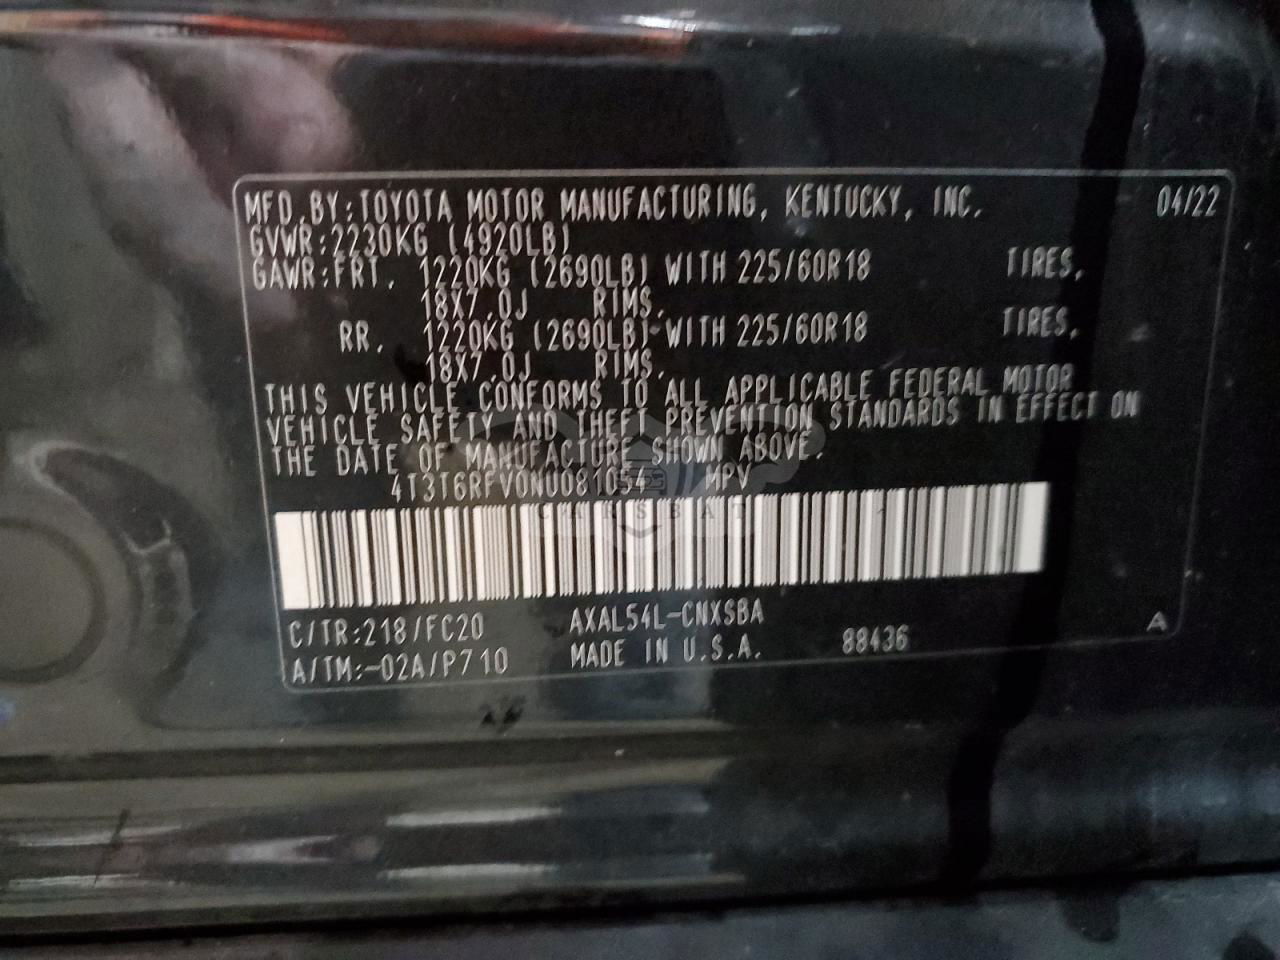 MFD.BY:TOYOTA MOTOR MANUFACTURING, KENTUCKY, INC. 04/22
GVWR:2230KG (4920LB)
GAWR:FRT. 1220KG (2690LB) WITH 225/60R18 TIRES,
18X7.0J RIMS.
RR. 1220KG (2690LB) WITH 225/60R18 TIRES,
18X7.0J RIMS.
THIS VEHICLE CONFORMS TO ALL APPLICABLE FEDERAL MOTOR
VEHICLE SAFETY AND THEFT PREVENTION STANDARDS IN EFFECT ON
THE DATE OF MANUFACTURE SHOWN ABOVE.
4T3T6RFV0NU081054 MPV
CARSBAT
C/TR:218/FC20 AXAL54L-CNXSBA
A/TM:-02A/P710 MADE IN U.S.A. 88436 A